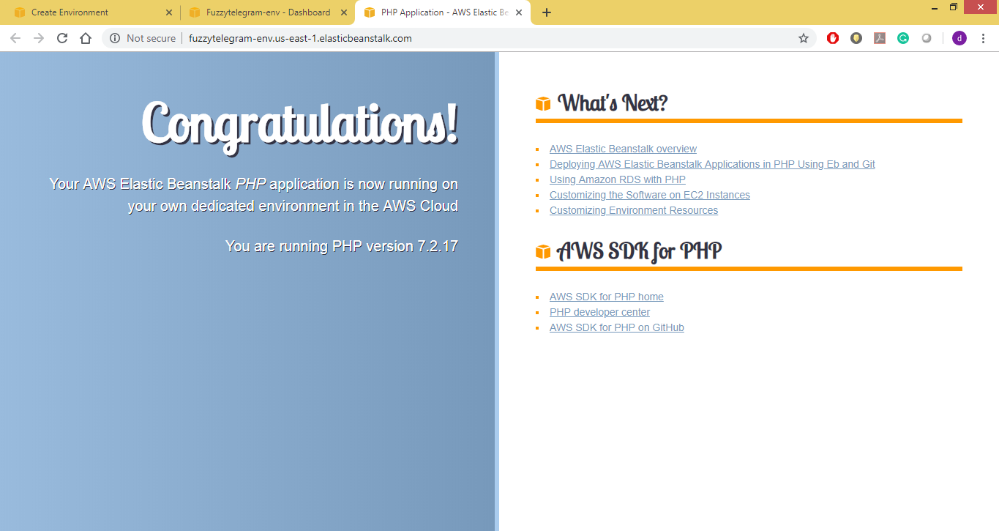 Create Environment
Fuzzytelegram-env - Dashboard
PHP Application - AWS Elastic Be
Not secure
fuzzytelegram-env.us-east-1.elasticbeanstalk.com
d
Congratulations!
Your AWS Elastic Beanstalk PHP application is now running on
your own dedicated environment in the AWS Cloud
You are running PHP version 7.2.17
What's Next?
AWS Elastic Beanstalk overview
Deploying AWS Elastic Beanstalk Applications in PHP Using Eb and Git
Using Amazon RDS with PHP
Customizing the Software on EC2 Instances
Customizing Environment Resources
AWS SDK for PHP
AWS SDK for PHP home
PHP developer center
AWS SDK for PHP on GitHub